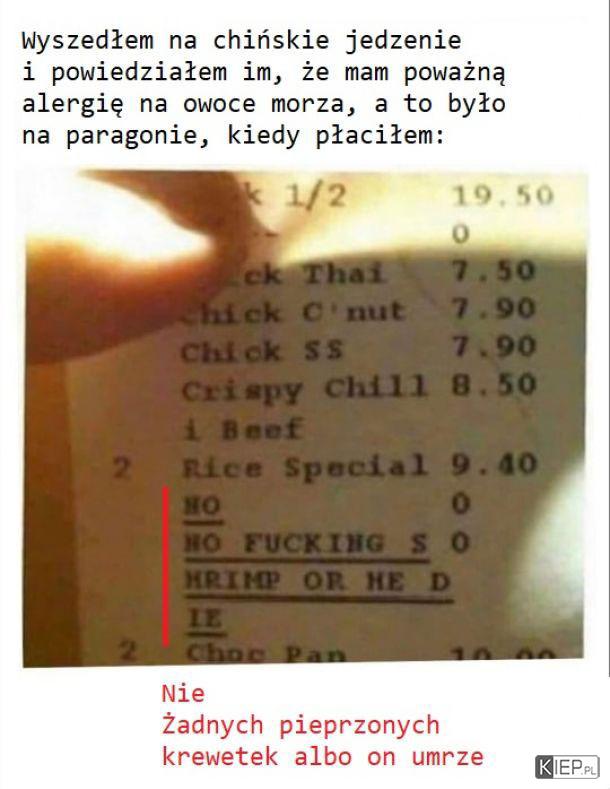 Wyszedłem na chińskie jedzenie
i powiedziałem im, że mam poważną
alergię na owoce morza, a to było
na paragonie, kiedy płaciłem:
k 1/2 19.50
0
ck Thai 7.50
Chick C'nut 7.90
Chick SS 7.90
Crispy Chill 8.50
i Beef
2 Rice Special 9.40
NO 0
NO FUCKING S 0
HRIMP OR HE D
IE
2 Choc Pan 10.00
Nie
Żadnych pieprzonych
krewetek albo on umrze
KIEP.PL